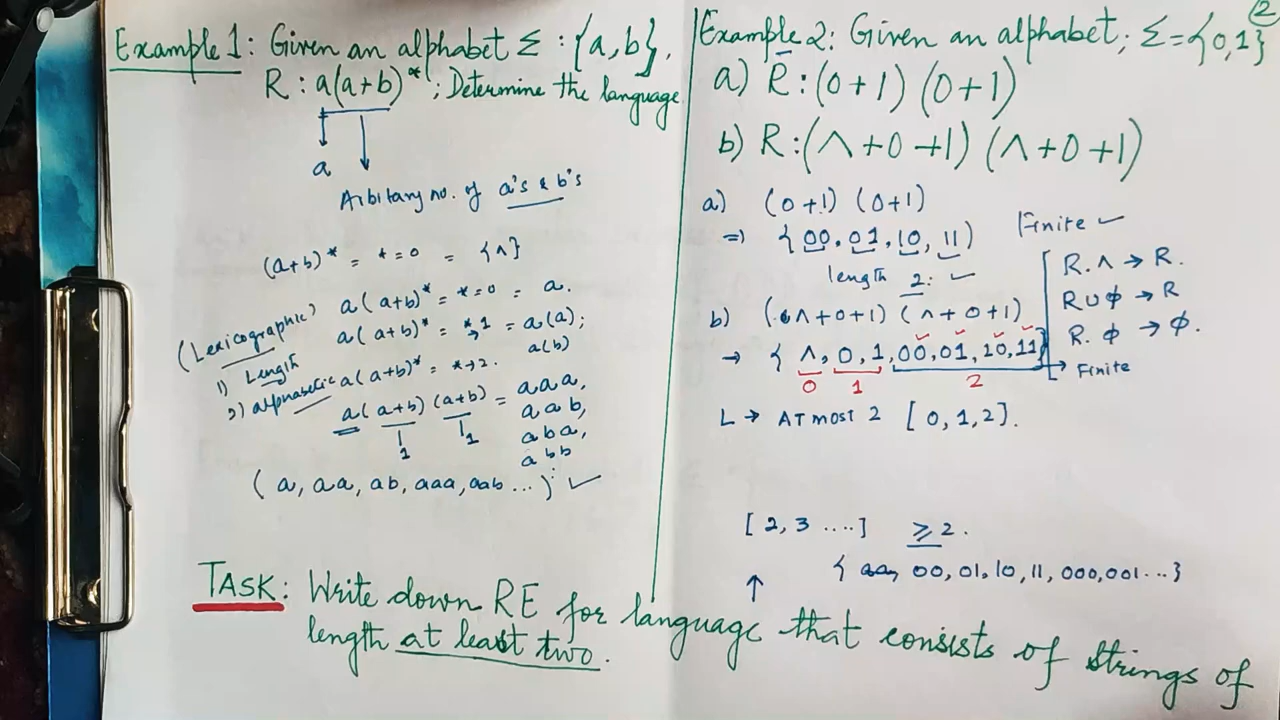 Example 1: Given an alphabet Σ : {a,b},
R : a(a+b)*; Determine the language
a
Arbitary no. of a's & b's
(a+b)* = *=0 = {^}
(Lexicographic)
1) Length
2) alphabetic
a(a+b)* = *=0 = a.
a(a+b)* = *→1 = a(a);
a(b)
a(a+b)* = *→2.
a(a+b)(a+b) = aaa,
aab,
aba,
abb
1 1
(a, aa, ab, aaa, aab...) ✓
2
Example 2: Given an alphabet; Σ={0,1}
a) R:(0+1)(0+1)
b) R:(^+0+1)(^+0+1)
a) (0+1)(0+1)
⇒ {00,01,10,11) Finite ✓
length 2. ✓
b) (^+0+1)(^+0+1)
→ {^,0,1,00,01,10,11}
0 1 2
→ Finite
R.^ → R.
R∪φ → R
R.φ → φ.
L → AT most 2 [0,1,2].
[2,3 ....] ≥2.
↑ { 00,01,10,11,000,001...}
TASK: Write down RE for language that consists of strings of
length at least two.